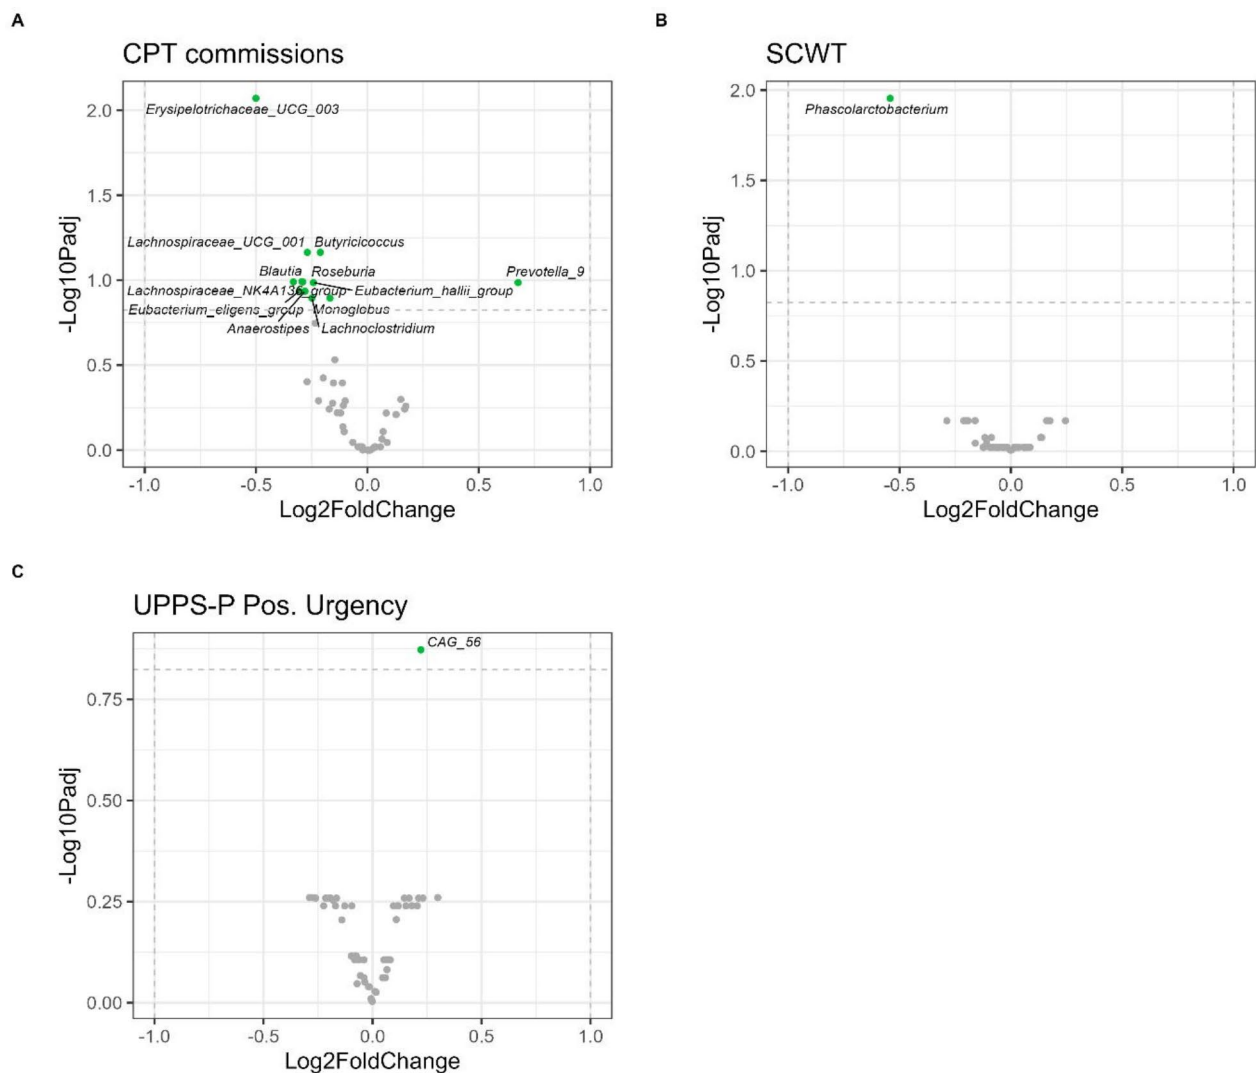 A
CPT commissions
2.0
1.5
1.0
0.5
0.0
-Log10Padj
Erysipelotrichaceae_UCG_003
Lachnospiraceae_UCG_001 Butyricicoccus
Blautia Roseburia Prevotella_9
Lachnospiraceae_NK4A136_group Eubacterium_hallii_group
Eubacterium_eligens_group Monoglobus
Anaerostipes Lachnoclostridium
-1.0 -0.5 0.0 0.5 1.0
Log2FoldChange
B
SCWT
2.0
1.5
1.0
0.5
0.0
-Log10Padj
Phascolarctobacterium
-1.0 -0.5 0.0 0.5 1.0
Log2FoldChange
C
UPPS-P Pos. Urgency
CAG_56
0.75
0.50
0.25
0.00
-Log10Padj
-1.0 -0.5 0.0 0.5 1.0
Log2FoldChange